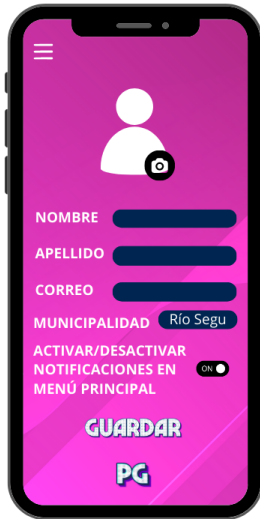 NOMBRE
APELLIDO
CORREO
MUNICIPALIDAD Río Segu
ACTIVAR/DESACTIVAR
NOTIFICACIONES EN ON
MENÚ PRINCIPAL
GUARDAR
PG